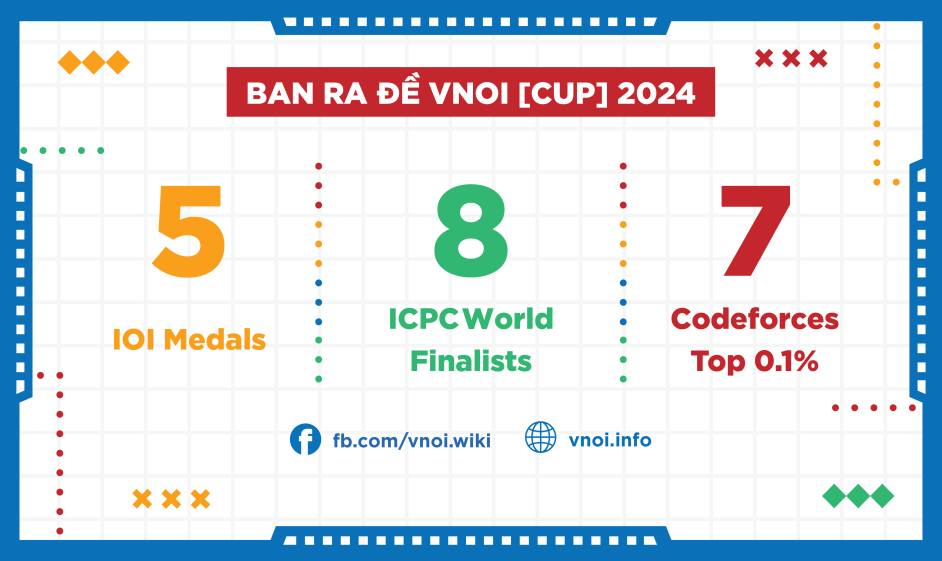 BAN RA ĐỀ VNOI [CUP] 2024
5
IOI Medals
8
ICPC World
Finalists
7
Codeforces
Top 0.1%
fb.com/vnoi.wiki
vnoi.info